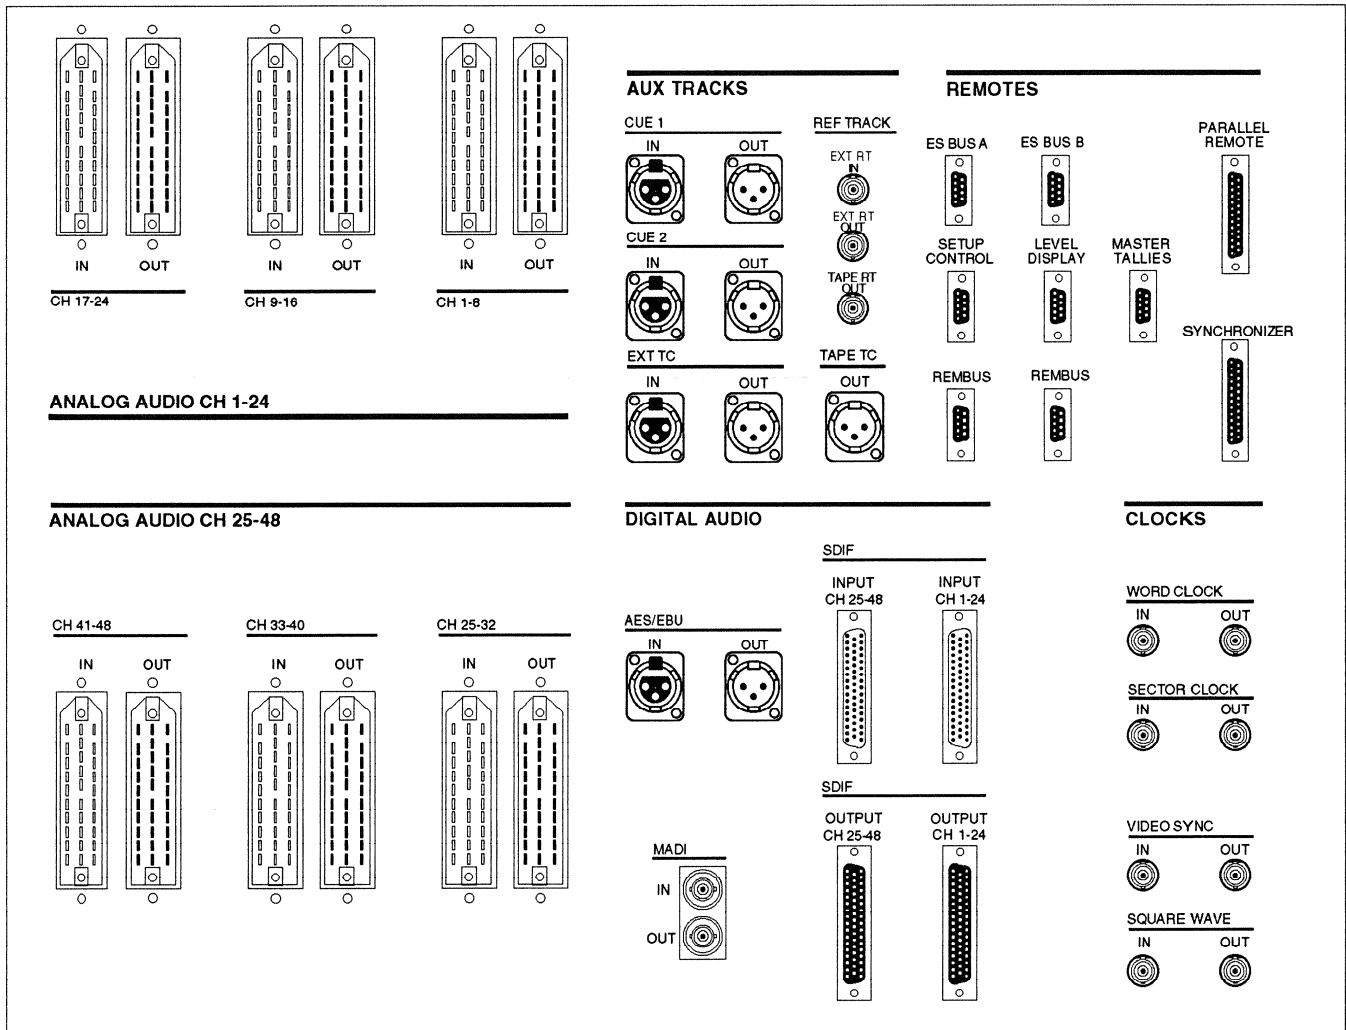 IN OUT IN OUT IN OUT
CH 17-24 CH 9-16 CH 1-8
ANALOG AUDIO CH 1-24
ANALOG AUDIO CH 25-48
CH 41-48 CH 33-40 CH 25-32
IN OUT IN OUT IN OUT
AUX TRACKS
CUE 1
IN OUT
CUE 2
IN OUT
EXT TC
IN OUT
TAPE TC
OUT
REF TRACK
EXT RT
IN
EXT RT
OUT
TAPE RT
OUT
REMOTES
ES BUS A ES BUS B
PARALLEL
REMOTE
SETUP
CONTROL
LEVEL
DISPLAY
MASTER
TALLIES
SYNCHRONIZER
REMBUS REMBUS
DIGITAL AUDIO
SDIF
INPUT
CH 25-48
INPUT
CH 1-24
AES/EBU
IN OUT
SDIF
OUTPUT
CH 25-48
OUTPUT
CH 1-24
MADI
IN
OUT
CLOCKS
WORD CLOCK
IN OUT
SECTOR CLOCK
IN OUT
VIDEO SYNC
IN OUT
SQUARE WAVE
IN OUT